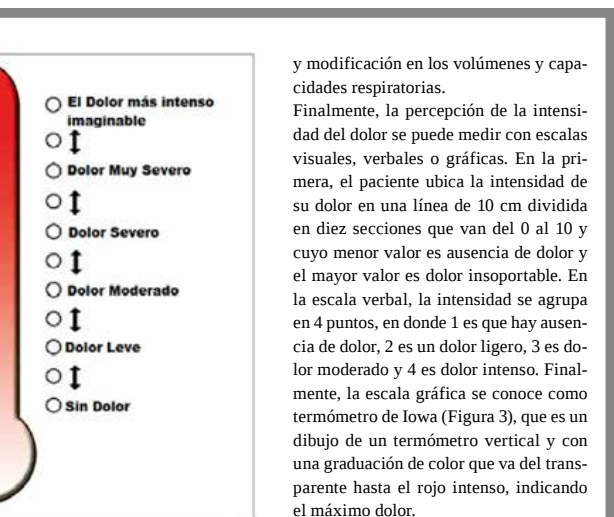 El Dolor más intenso
imaginable
Dolor Muy Severo
Dolor Severo
Dolor Moderado
Dolor Leve
Sin Dolor
y modificación en los volúmenes y capa-
cidades respiratorias.
Finalmente, la percepción de la intensi-
dad del dolor se puede medir con escalas
visuales, verbales o gráficas. En la pri-
mera, el paciente ubica la intensidad de
su dolor en una línea de 10 cm dividida
en diez secciones que van del 0 al 10 y
cuyo menor valor es ausencia de dolor y
el mayor valor es dolor insoportable. En
la escala verbal, la intensidad se agrupa
en 4 puntos, en donde 1 es que hay ausen-
cia de dolor, 2 es un dolor ligero, 3 es do-
lor moderado y 4 es dolor intenso. Final-
mente, la escala gráfica se conoce como
termómetro de Iowa (Figura 3), que es un
dibujo de un termómetro vertical y con
una graduación de color que va del trans-
parente hasta el rojo intenso, indicando
el máximo dolor.